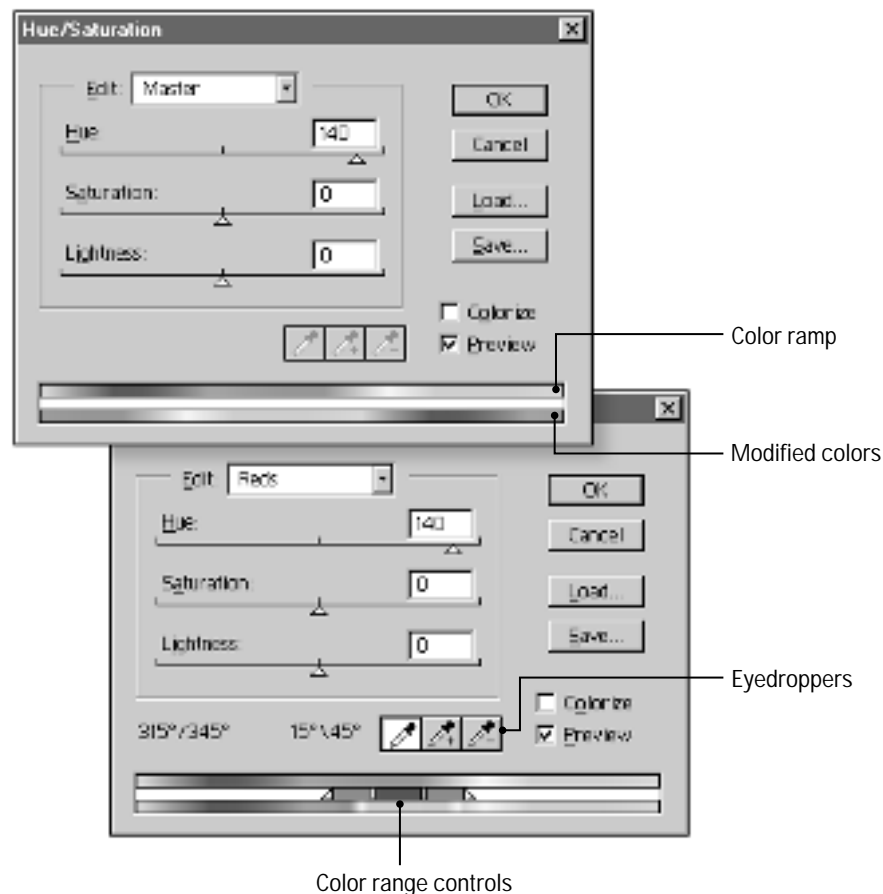 Hue/Saturation
Edit: Master
OK
Hue: 140
Cancel
Saturation: 0
Load...
Lightness: 0
Save...
Colorize
Preview
Color ramp
Modified colors
Edit: Reds
OK
Hue: 140
Cancel
Saturation: 0
Load...
Lightness: 0
Save...
Eyedroppers
Colorize
315°/345° 15°\45°
Preview
Color range controls